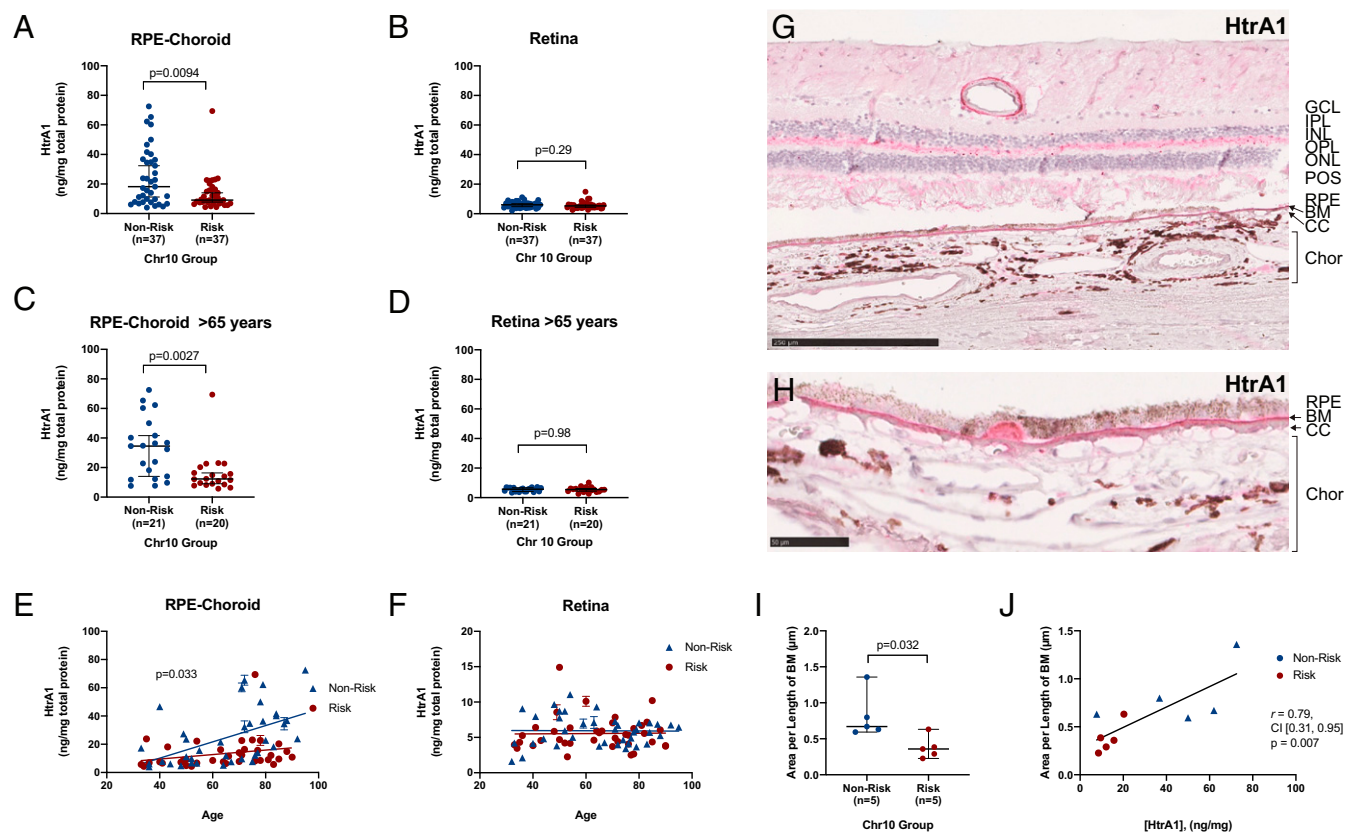 A
RPE-Choroid
p=0.0094
HtrA1
(ng/mg total protein)
100
80
60
40
20
0
Non-Risk
(n=37)
Risk
(n=37)
Chr10 Group
B
Retina
p=0.29
HtrA1
(ng/mg total protein)
100
80
60
40
20
0
Non-Risk
(n=37)
Risk
(n=37)
Chr 10 Group
C
RPE-Choroid >65 years
p=0.0027
HtrA1
(ng/mg total protein)
100
80
60
40
20
0
Non-Risk
(n=21)
Risk
(n=20)
Chr10 Group
D
Retina >65 years
p=0.98
HtrA1
(ng/mg total protein)
100
80
60
40
20
0
Non-Risk
(n=21)
Risk
(n=20)
Chr 10 Group
E
RPE-Choroid
p=0.033
HtrA1
(ng/mg total protein)
100
80
60
40
20
0
20
40
60
80
100
Age
Non-Risk
Risk
F
Retina
HtrA1
(ng/mg total protein)
20
15
10
5
0
20
40
60
80
100
Age
Non-Risk
Risk
G
HtrA1
GCL
IPL
INL
OPL
ONL
POS
RPE
BM
CC
Chor
250 µm
H
HtrA1
RPE
BM
CC
Chor
50 µm
I
p=0.032
Area per Length of BM (µm)
2.0
1.5
1.0
0.5
0.0
Non-Risk
(n=5)
Risk
(n=5)
Chr10 Group
J
Area per Length of BM (µm)
1.5
1.0
0.5
0.0
0
20
40
60
80
100
[HtrA1], (ng/mg)
Non-Risk
Risk
r = 0.79,
CI [0.31, 0.95]
p = 0.007